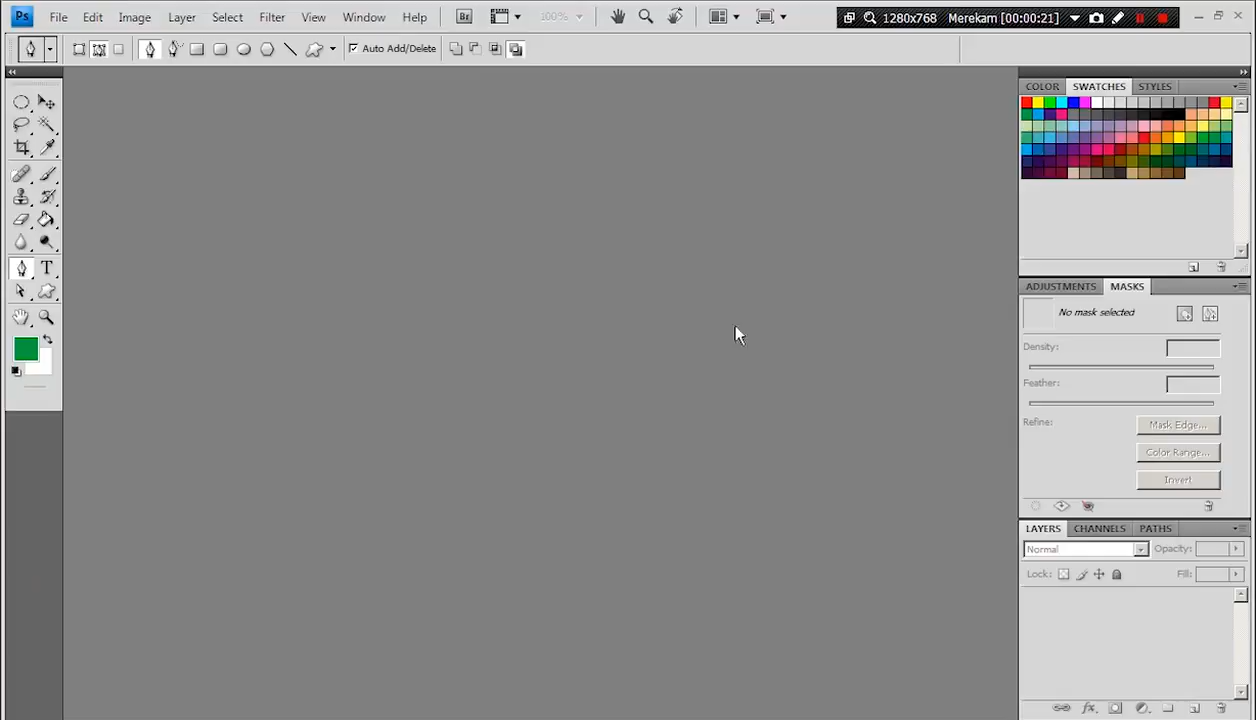 Ps File Edit Image Layer Select Filter View Window Help Br 100% 1280x768 Merekam [00:00:21]
Auto Add/Delete
COLOR SWATCHES STYLES
T
ADJUSTMENTS MASKS
No mask selected
Density:
Feather:
Refine: Mask Edge...
Color Range...
Invert
LAYERS CHANNELS PATHS
Normal Opacity:
Lock: Fill:
fx